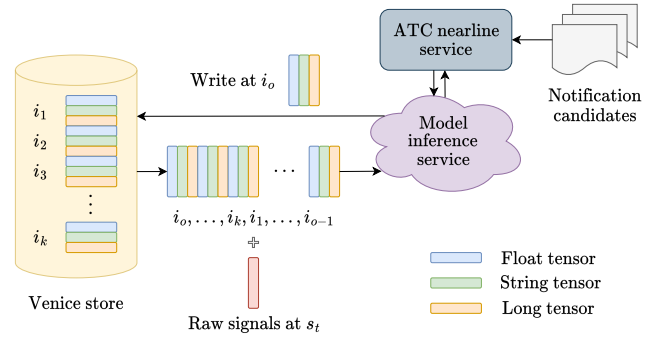 ATC nearline
service
Write at i_o
Notification
candidates
i_1
i_2
i_3
⋮
i_k
Model
inference
service
...
i_o, . . . , i_k, i_1, . . . , i_{o−1}
+
Venice store
Raw signals at s_t
Float tensor
String tensor
Long tensor